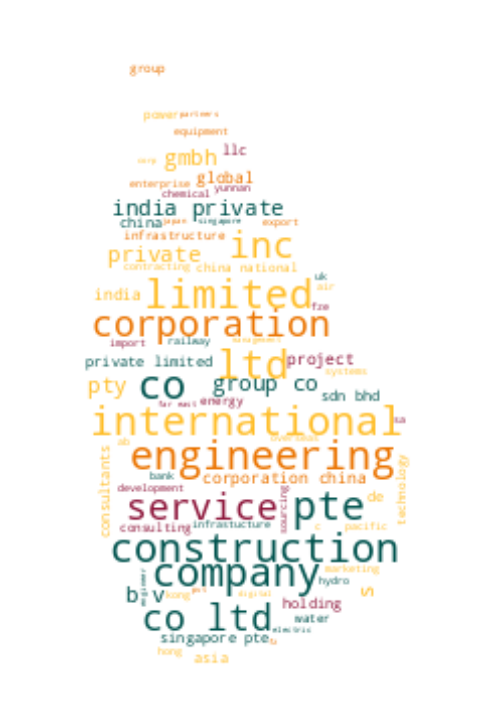 group
power partners
equipment
llc
corp gmbh
global
enterprise yunnan
chemical
india private
china japan singapore export
infrastructure inc
private
contracting china national
uk
india limited air
fze
corporation
import railway management
private limited ltd project
systems
pty co group co
sdn bhd
far east energy
international sa
ab overseas
engineering
consultants bank corporation china technology
development sourcing
service pte de
consulting infrastucture c pacific
construction
company marketing
engineer hydro
b v kong digital s
holding
co ltd water
electric
singapore pte
hong asia